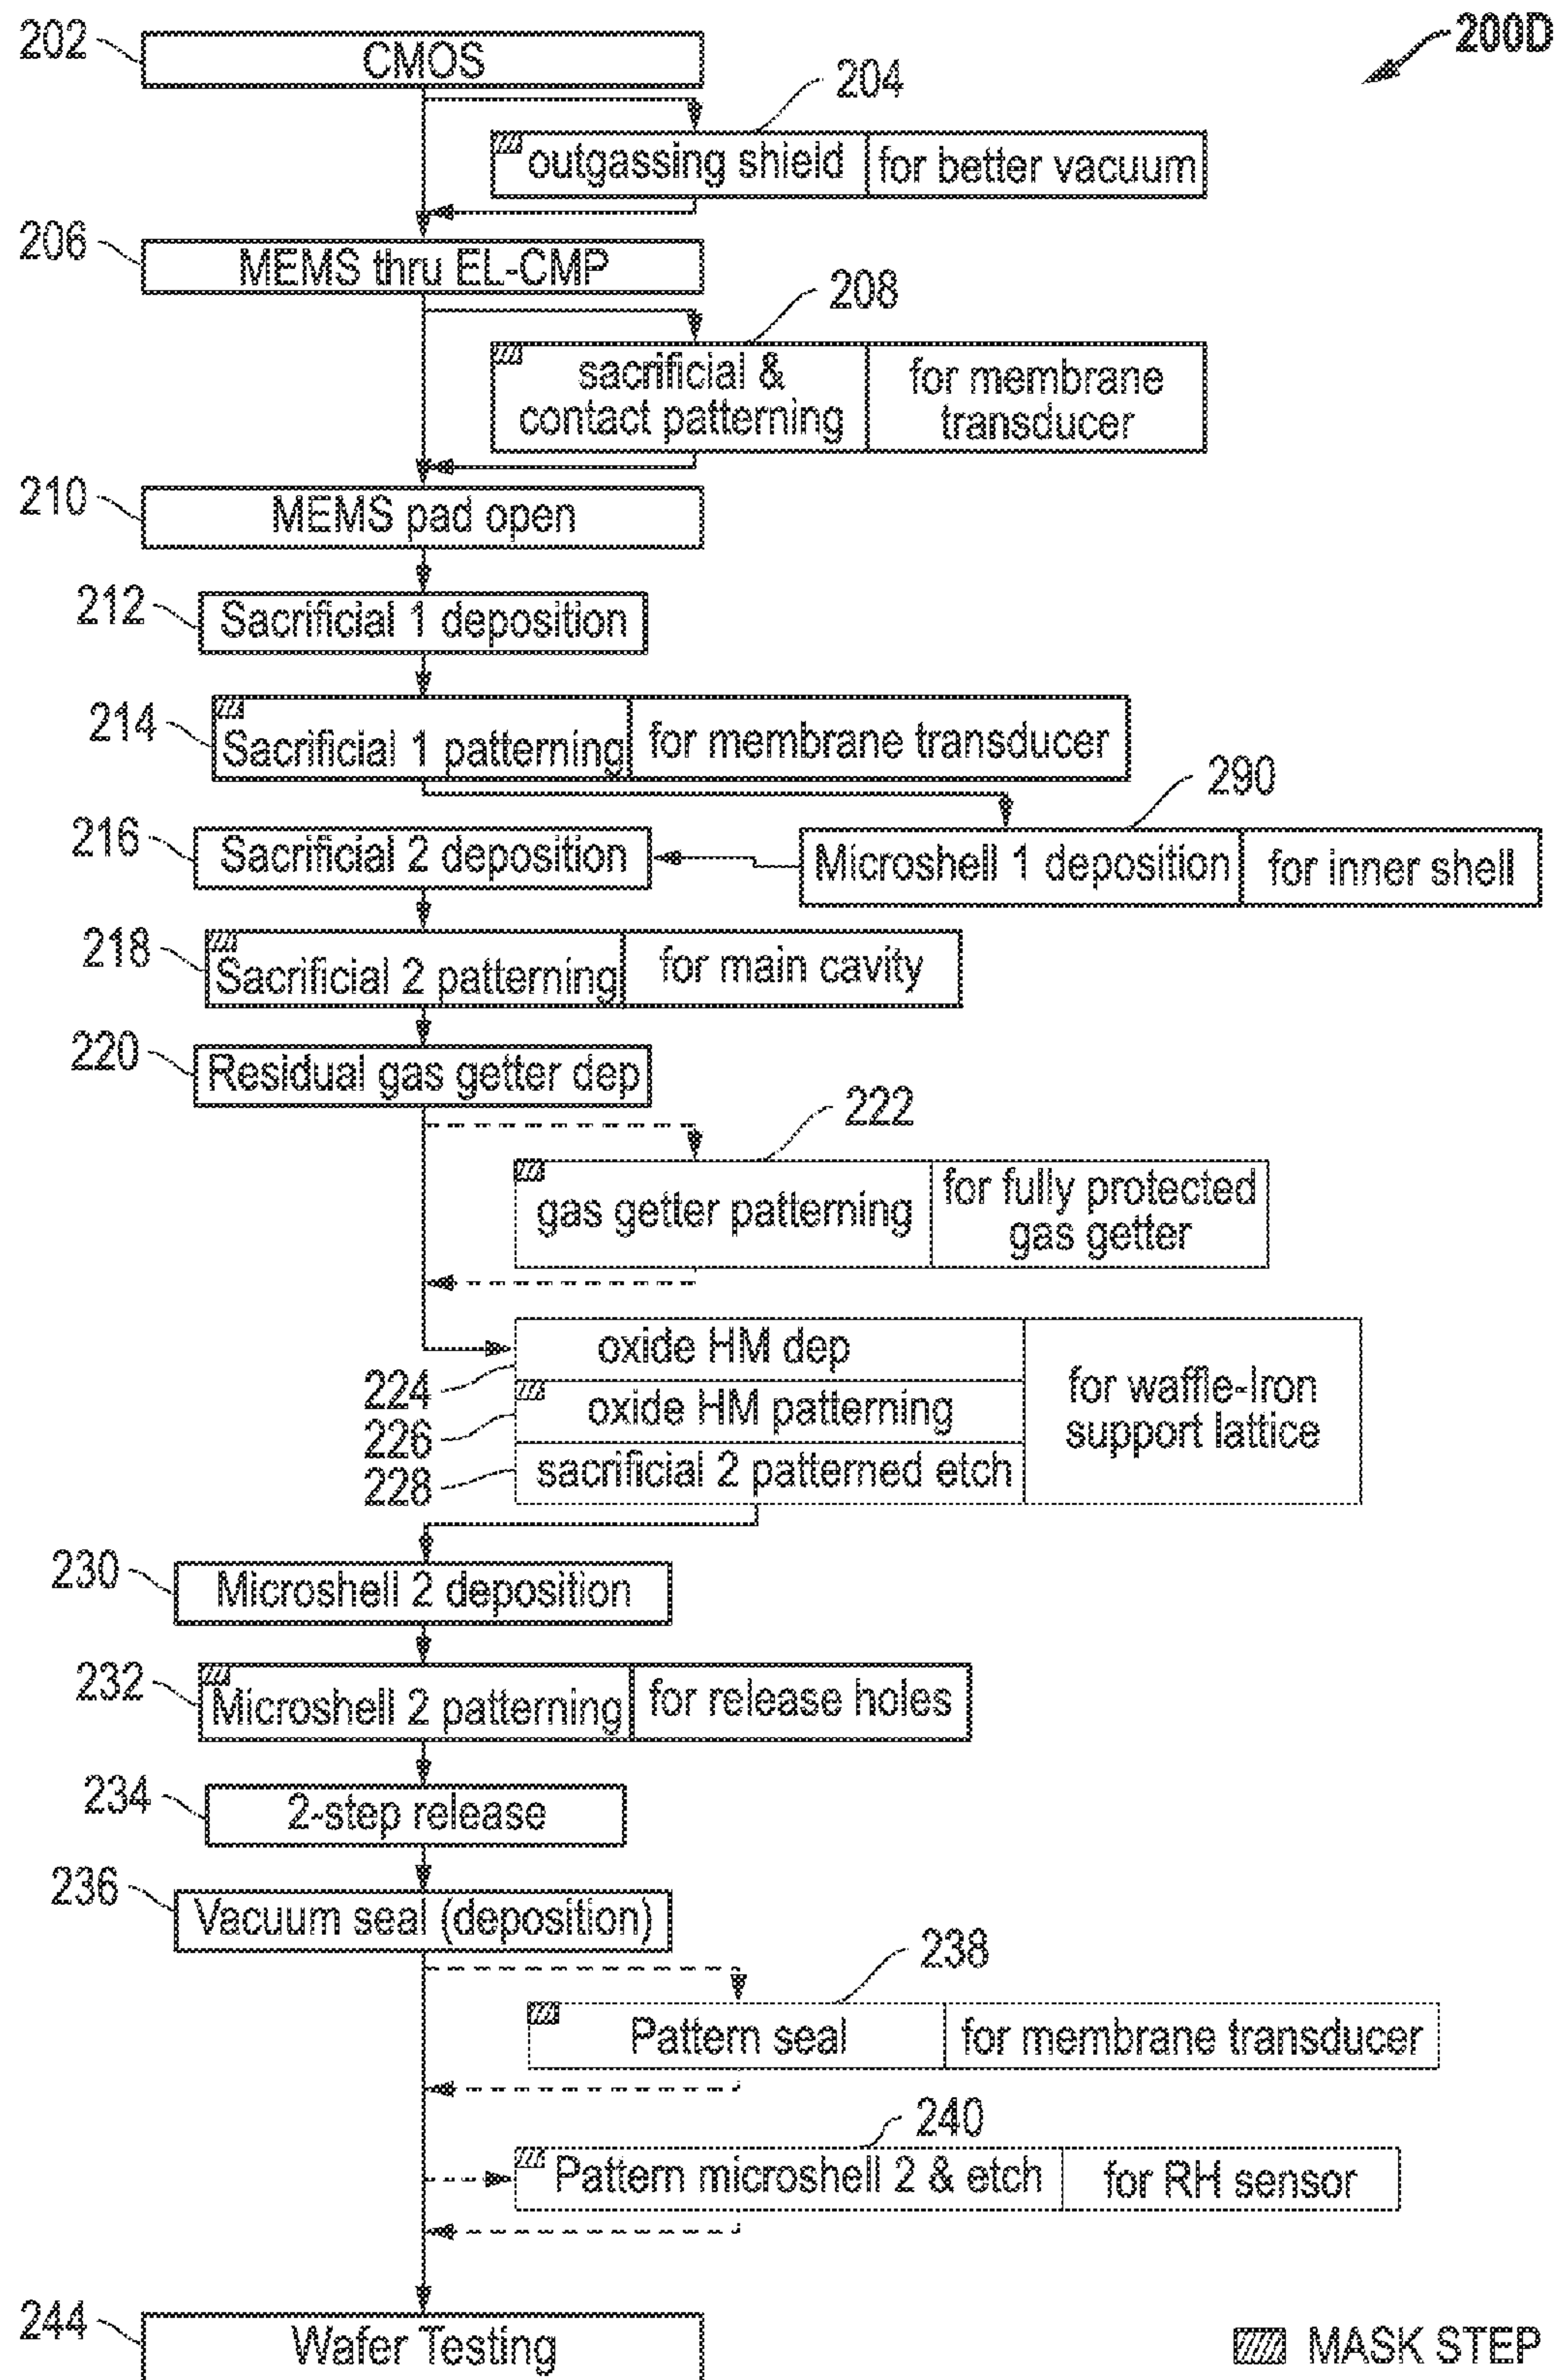 200D
202
CMOS
204
outgassing shield
for better vacuum
206
MEMS thru EL-CMP
208
sacrificial &
contact patterning
for membrane
transducer
210
MEMS pad open
212
Sacrificial 1 deposition
214
Sacrificial 1 patterning
for membrane transducer
290
216
Sacrificial 2 deposition
Microshell 1 deposition
for inner shell
218
Sacrificial 2 patterning
for main cavity
220
Residual gas getter dep
222
gas getter patterning
for fully protected
gas getter
224
oxide HM dep
226
oxide HM patterning
228
sacrificial 2 patterned etch
for waffle-Iron
support lattice
230
Microshell 2 deposition
232
Microshell 2 patterning
for release holes
234
2-step release
236
Vacuum seal (deposition)
238
Pattern seal
for membrane transducer
240
Pattern microshell 2 & etch
for RH sensor
244
Wafer Testing
MASK STEP